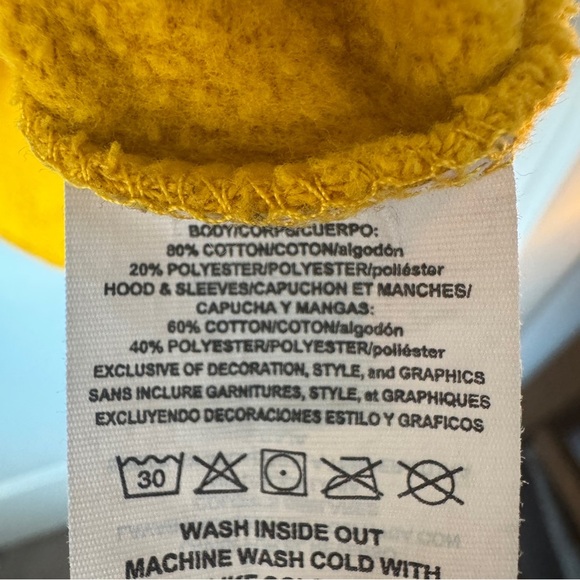 BODY/CORPS/CUERPO:
80% COTTON/COTON/algodón
20% POLYESTER/POLYESTER/poliéster
HOOD & SLEEVES/CAPUCHON ET MANCHES/
CAPUCHA Y MANGAS:
60% COTTON/COTON/algodón
40% POLYESTER/POLYESTER/poliéster
EXCLUSIVE OF DECORATION, STYLE, and GRAPHICS
SANS INCLURE GARNITURES, STYLE, et GRAPHIQUES
EXCLUYENDO DECORACIONES ESTILO Y GRAFICOS
30
WASH INSIDE OUT
MACHINE WASH COLD WITH